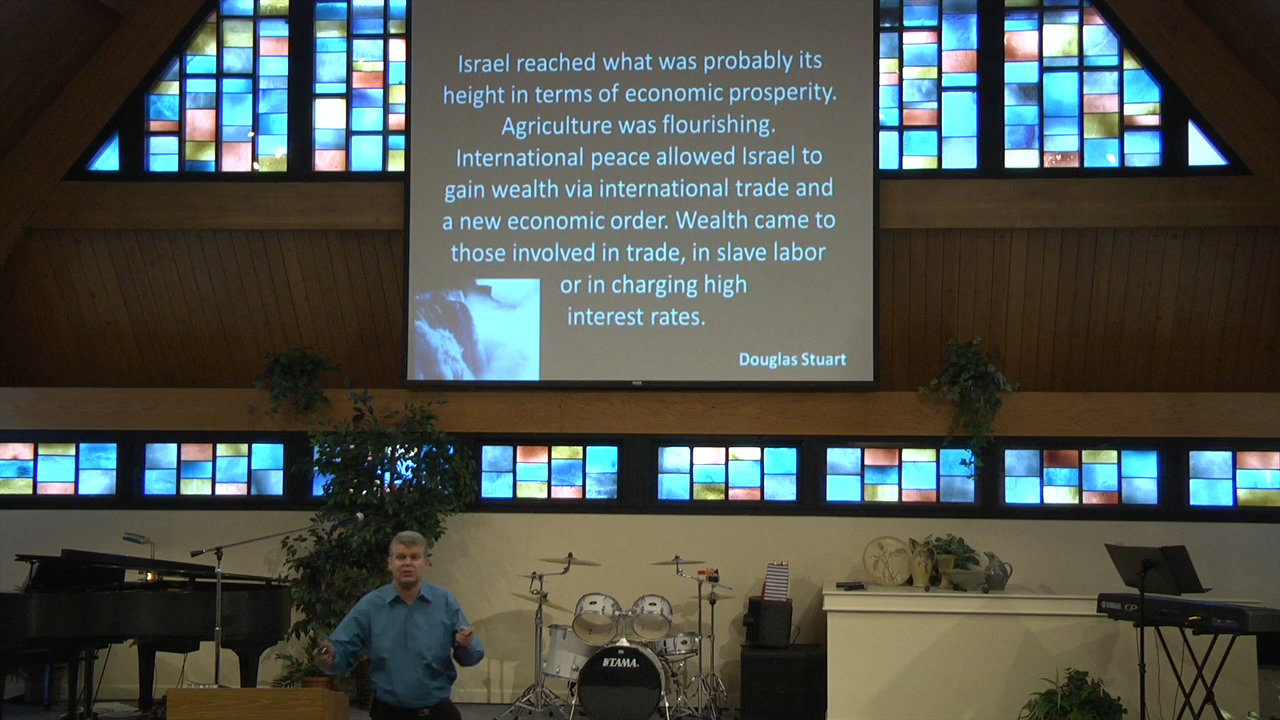 Israel reached what was probably its
height in terms of economic prosperity.
Agriculture was flourishing.
International peace allowed Israel to
gain wealth via international trade and
a new economic order. Wealth came to
those involved in trade, in slave labor
or in charging high
interest rates.
Douglas Stuart
TAMA
YAMAHA CP